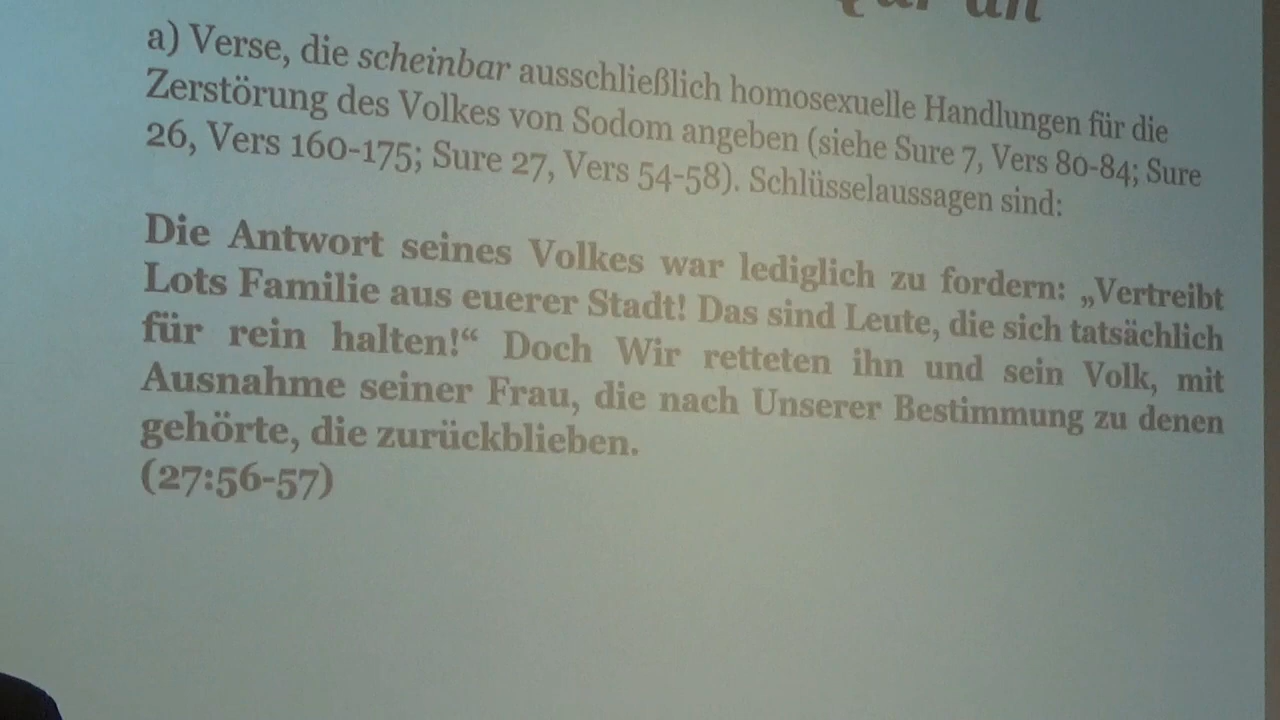 a) Verse, die scheinbar ausschließlich homosexuelle Handlungen für die
Zerstörung des Volkes von Sodom angeben (siehe Sure 7, Vers 80-84; Sure
26, Vers 160-175; Sure 27, Vers 54-58). Schlüsselaussagen sind:
Die Antwort seines Volkes war lediglich zu fordern: „Vertreibt
Lots Familie aus euerer Stadt! Das sind Leute, die sich tatsächlich
für rein halten!“ Doch Wir retteten ihn und sein Volk, mit
Ausnahme seiner Frau, die nach Unserer Bestimmung zu denen
gehörte, die zurückblieben.
(27:56-57)